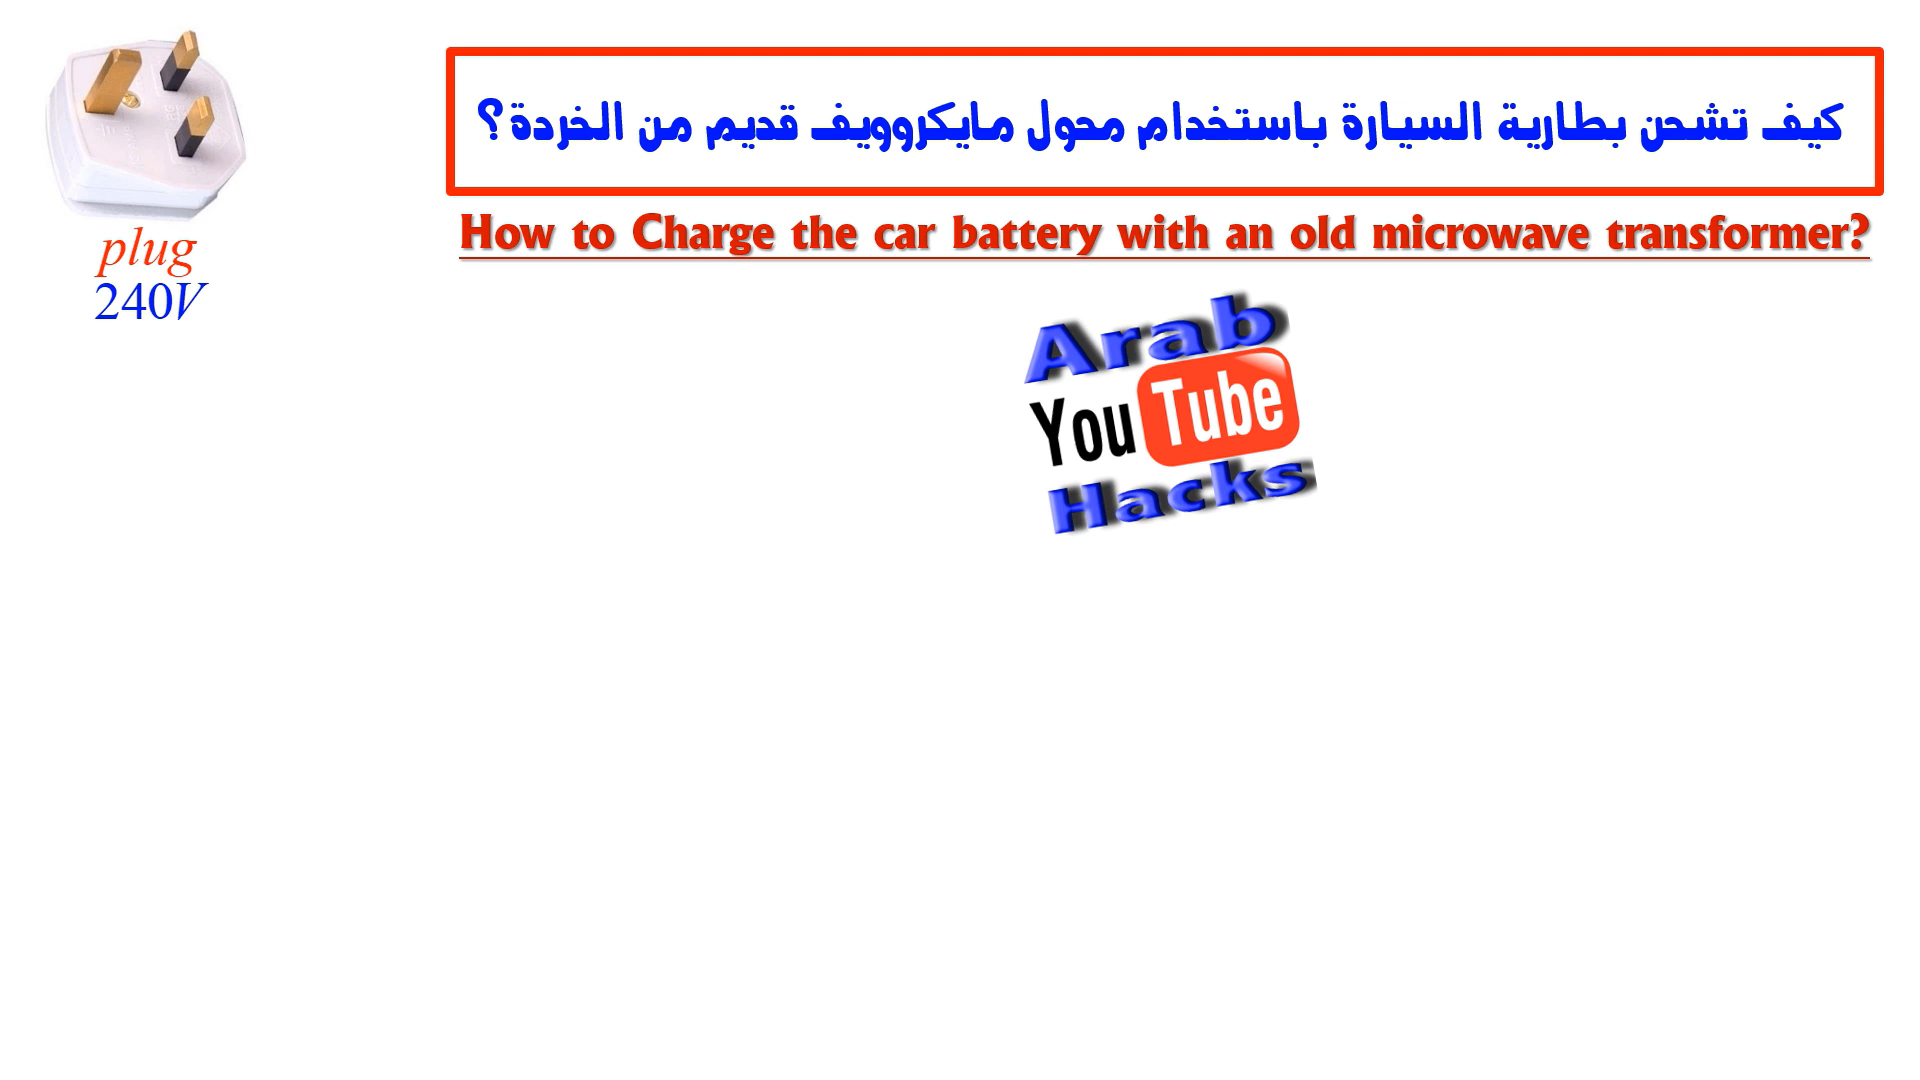 كيف تشحن بطارية السيارة باستخدام محول مايكروويف قديم من الخردة؟
How to Charge the car battery with an old microwave transformer?
plug
240V
Arab
YouTube
Hacks